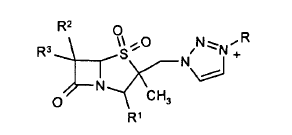 R²
O O
R³ S N=N R
N +
O N CH₃
R¹